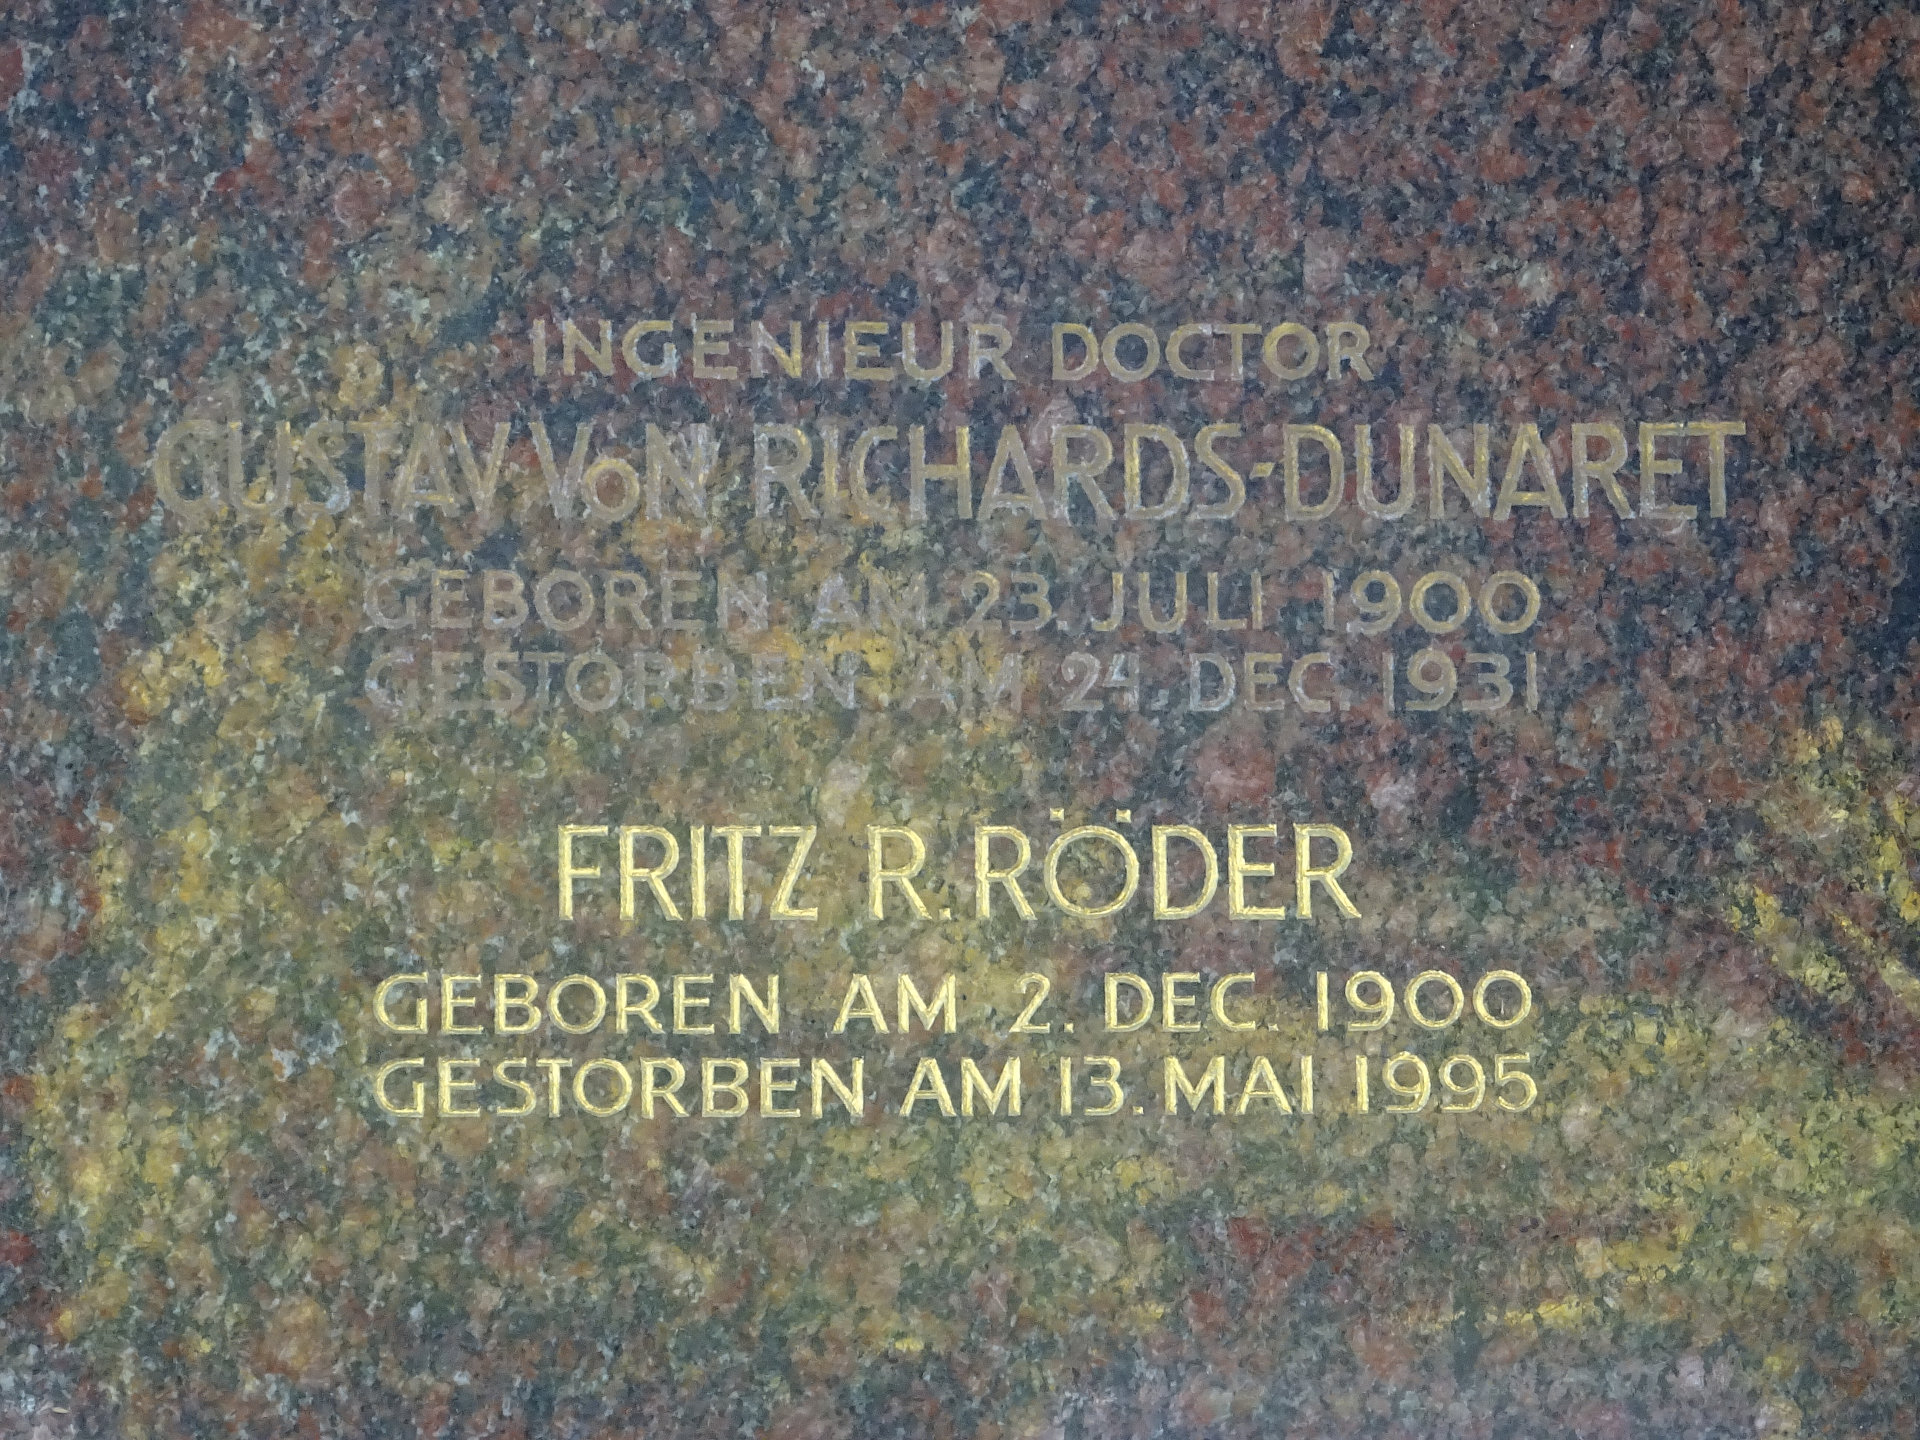 INGENIEUR DOCTOR
GUSTAV VON RICHARDS-DUNARET
GEBOREN AM 23. JULI 1900
GESTORBEN AM 24. DEC. 1931
FRITZ R. RÖDER
GEBOREN AM 2. DEC. 1900
GESTORBEN AM 13. MAI 1995